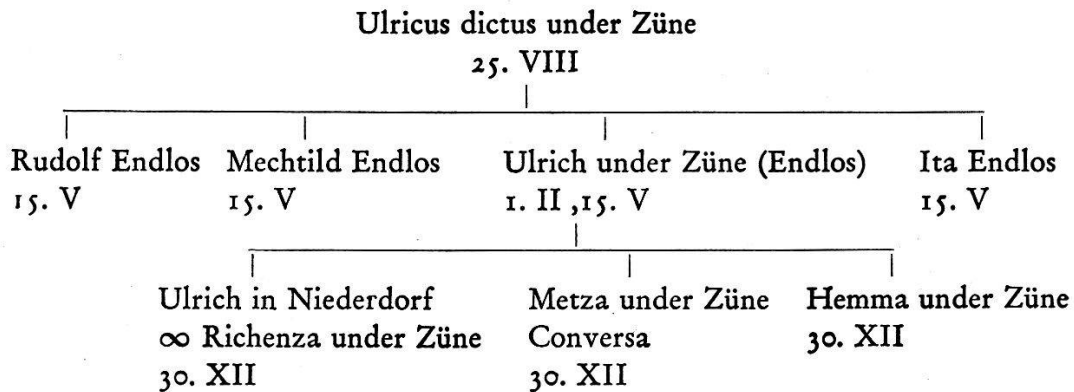 Ulricus dictus under Züne
25. VIII
Rudolf Endlos Mechtild Endlos Ulrich under Züne (Endlos) Ita Endlos
15. V 15. V 1. II ,15. V 15. V
Ulrich in Niederdorf Metza under Züne Hemma under Züne
∞ Richenza under Züne Conversa 30. XII
30. XII 30. XII